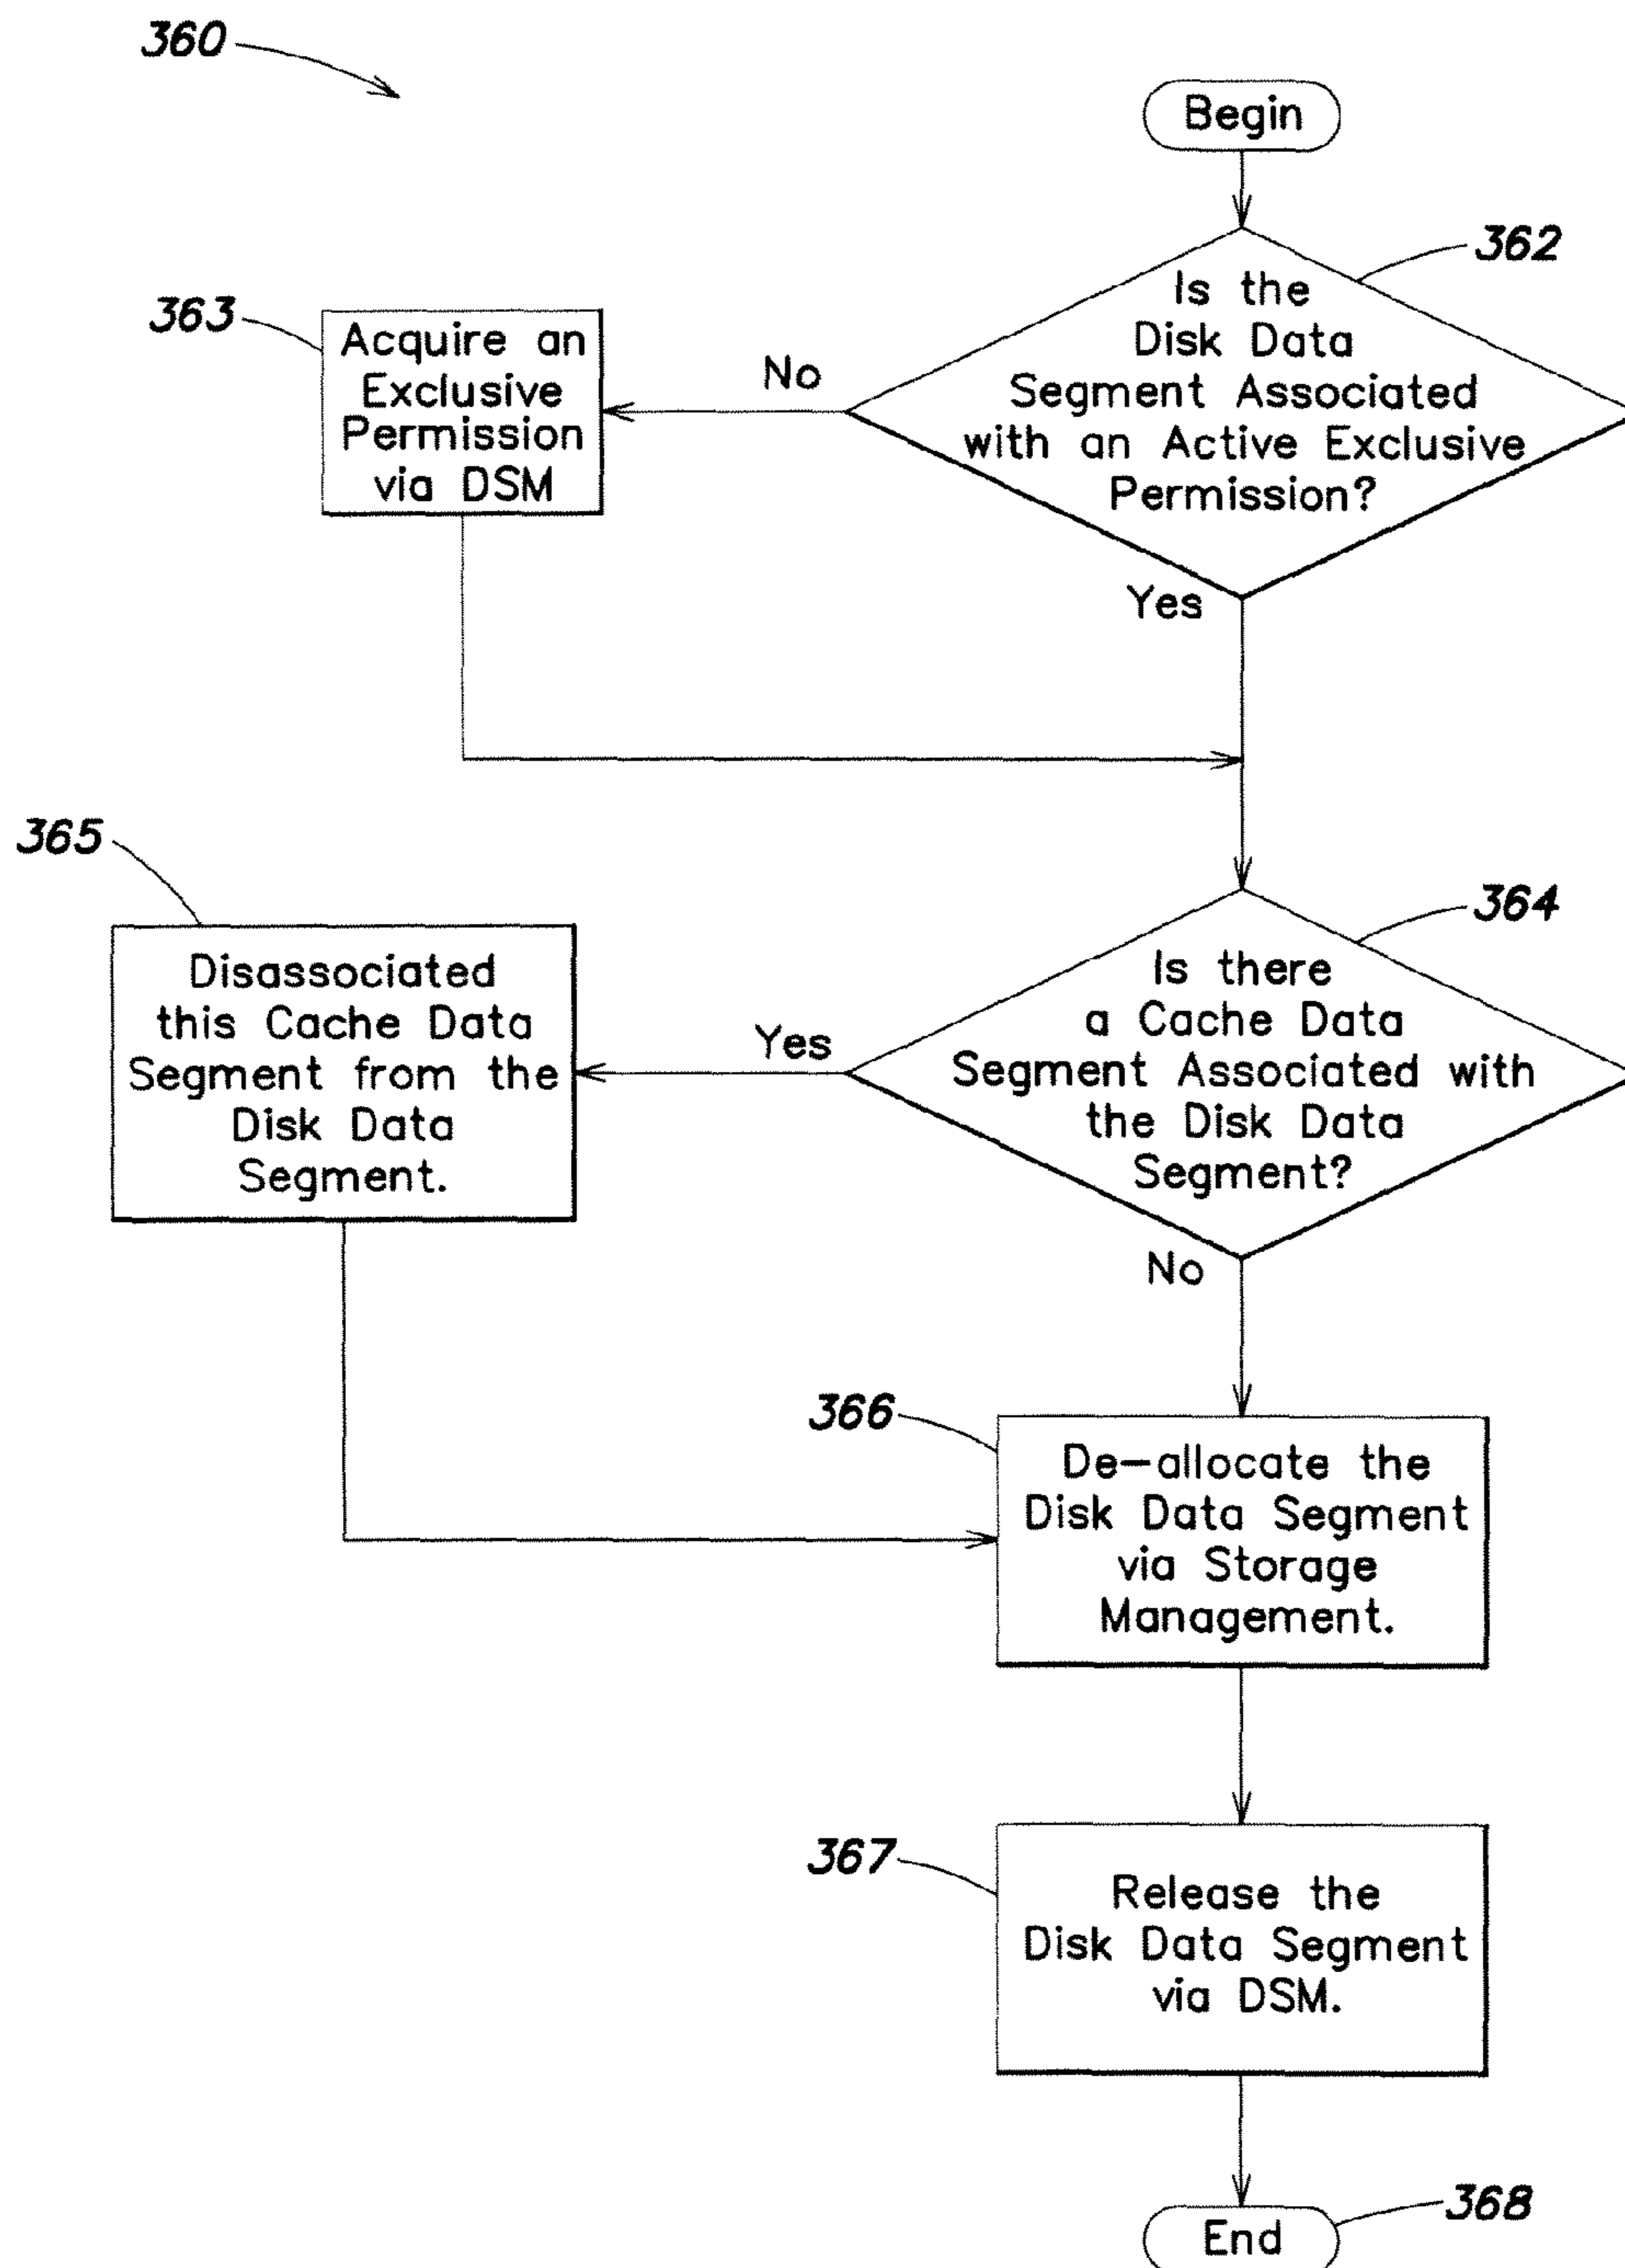 360
Begin
362
Is the
Disk Data
Segment Associated
with an Active Exclusive
Permission?
No
363
Acquire an
Exclusive
Permission
via DSM
Yes
364
Is there
a Cache Data
Segment Associated with
the Disk Data
Segment?
Yes
365
Disassociated
this Cache Data
Segment from the
Disk Data
Segment.
No
366
De-allocate the
Disk Data Segment
via Storage
Management.
367
Release the
Disk Data Segment
via DSM.
368
End